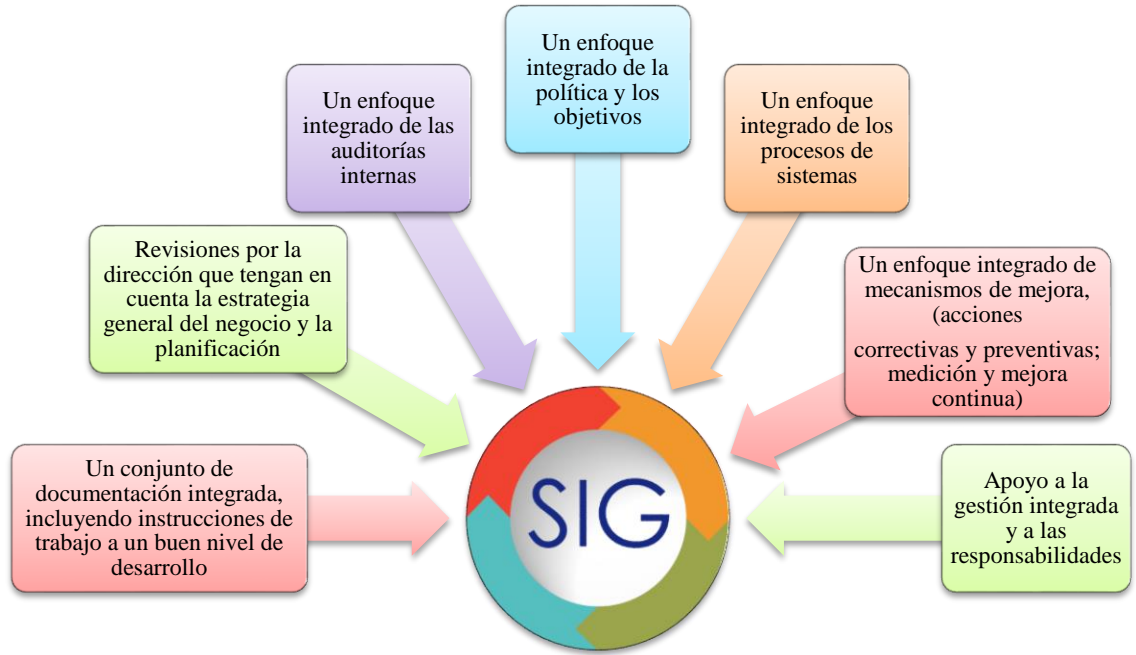 Un conjunto de
documentación integrada,
incluyendo instrucciones de
trabajo a un buen nivel de
desarrollo
Revisiones por la
dirección que tengan en
cuenta la estrategia
general del negocio y la
planificación
Un enfoque
integrado de las
auditorías
internas
Un enfoque
integrado de la
política y los
objetivos
Un enfoque
integrado de los
procesos de
sistemas
Un enfoque integrado de
mecanismos de mejora,
(acciones
correctivas y preventivas;
medición y mejora
continua)
Apoyo a la
gestión integrada
y a las
responsabilidades
SIG